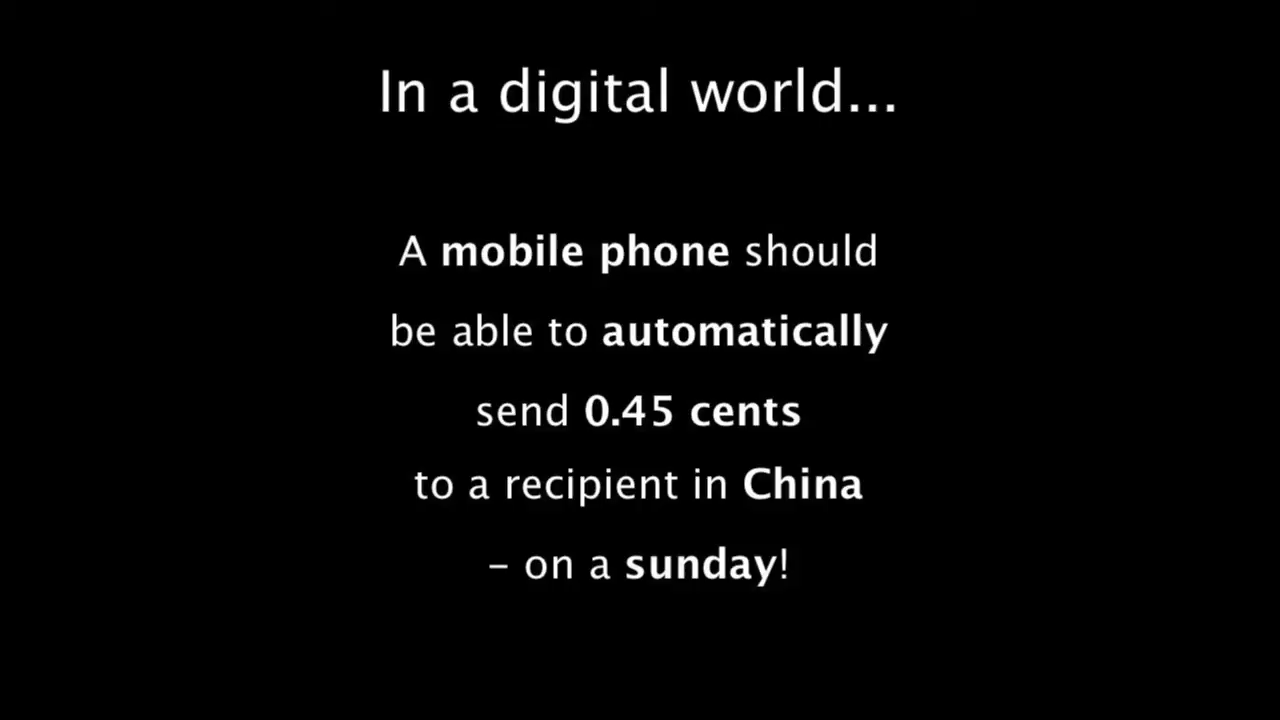 In a digital world...
A mobile phone should
be able to automatically
send 0.45 cents
to a recipient in China
– on a sunday!